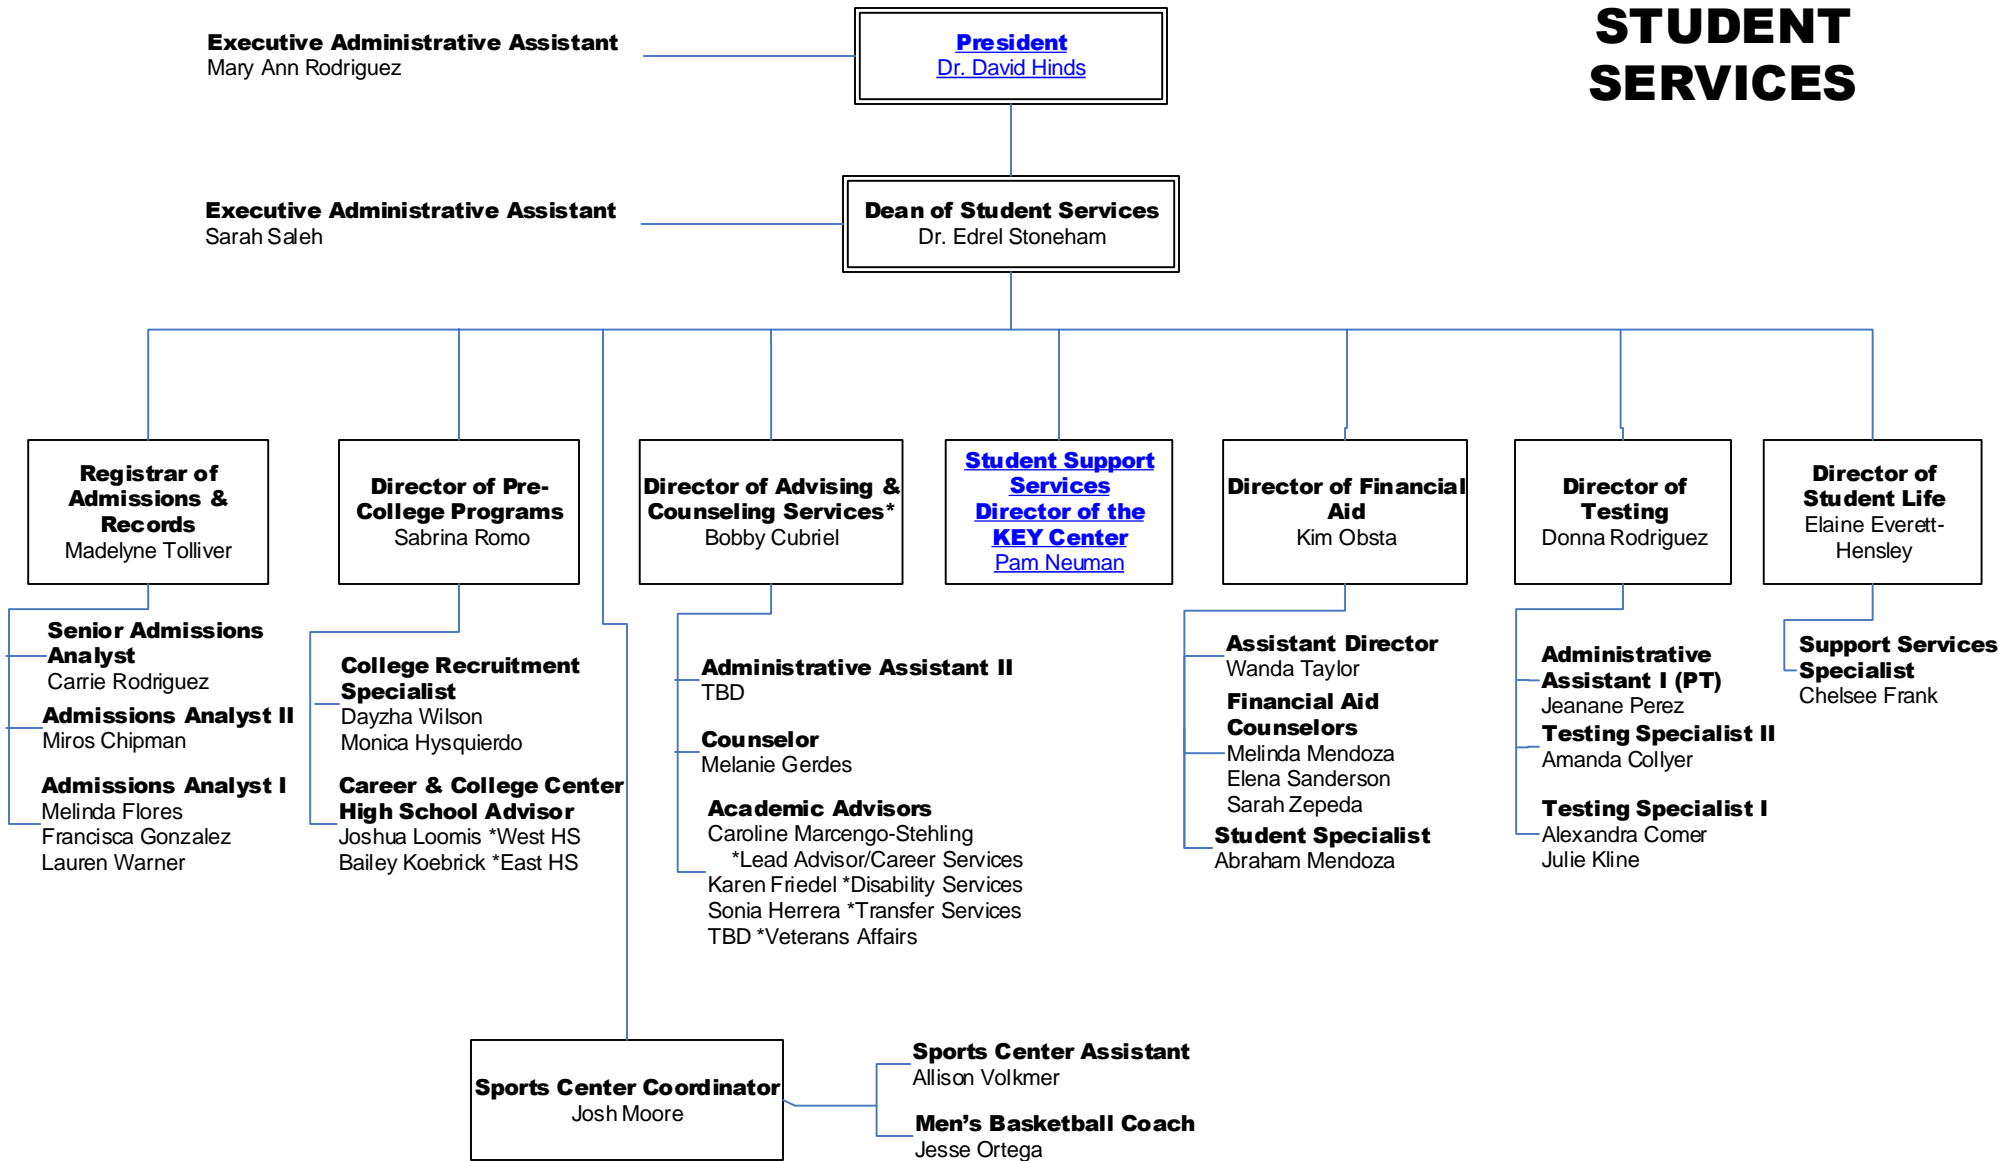 STUDENT
SERVICES
Executive Administrative Assistant
Mary Ann Rodriguez
President
Dr. David Hinds
Executive Administrative Assistant
Sarah Saleh
Dean of Student Services
Dr. Edrel Stoneham
Registrar of
Admissions &
Records
Madelyne Tolliver
Senior Admissions
Analyst
Carrie Rodriguez
Admissions Analyst II
Miros Chipman
Admissions Analyst I
Melinda Flores
Francisca Gonzalez
Lauren Warner
Director of Pre-
College Programs
Sabrina Romo
College Recruitment
Specialist
Dayzha Wilson
Monica Hysquierdo
Career & College Center
High School Advisor
Joshua Loomis *West HS
Bailey Koebrick *East HS
Director of Advising &
Counseling Services*
Bobby Cubriel
Administrative Assistant II
TBD
Counselor
Melanie Gerdes
Academic Advisors
Caroline Marcengo-Stehling
*Lead Advisor/Career Services
Karen Friedel *Disability Services
Sonia Herrera *Transfer Services
TBD *Veterans Affairs
Student Support
Services
Director of the
KEY Center
Pam Neuman
Director of Financial
Aid
Kim Obsta
Assistant Director
Wanda Taylor
Financial Aid
Counselors
Melinda Mendoza
Elena Sanderson
Sarah Zepeda
Student Specialist
Abraham Mendoza
Director of
Testing
Donna Rodriguez
Administrative
Assistant I (PT)
Jeanane Perez
Testing Specialist II
Amanda Collyer
Testing Specialist I
Alexandra Comer
Julie Kline
Director of
Student Life
Elaine Everett-
Hensley
Support Services
Specialist
Chelsee Frank
Sports Center Coordinator
Josh Moore
Sports Center Assistant
Allison Volkmer
Men's Basketball Coach
Jesse Ortega